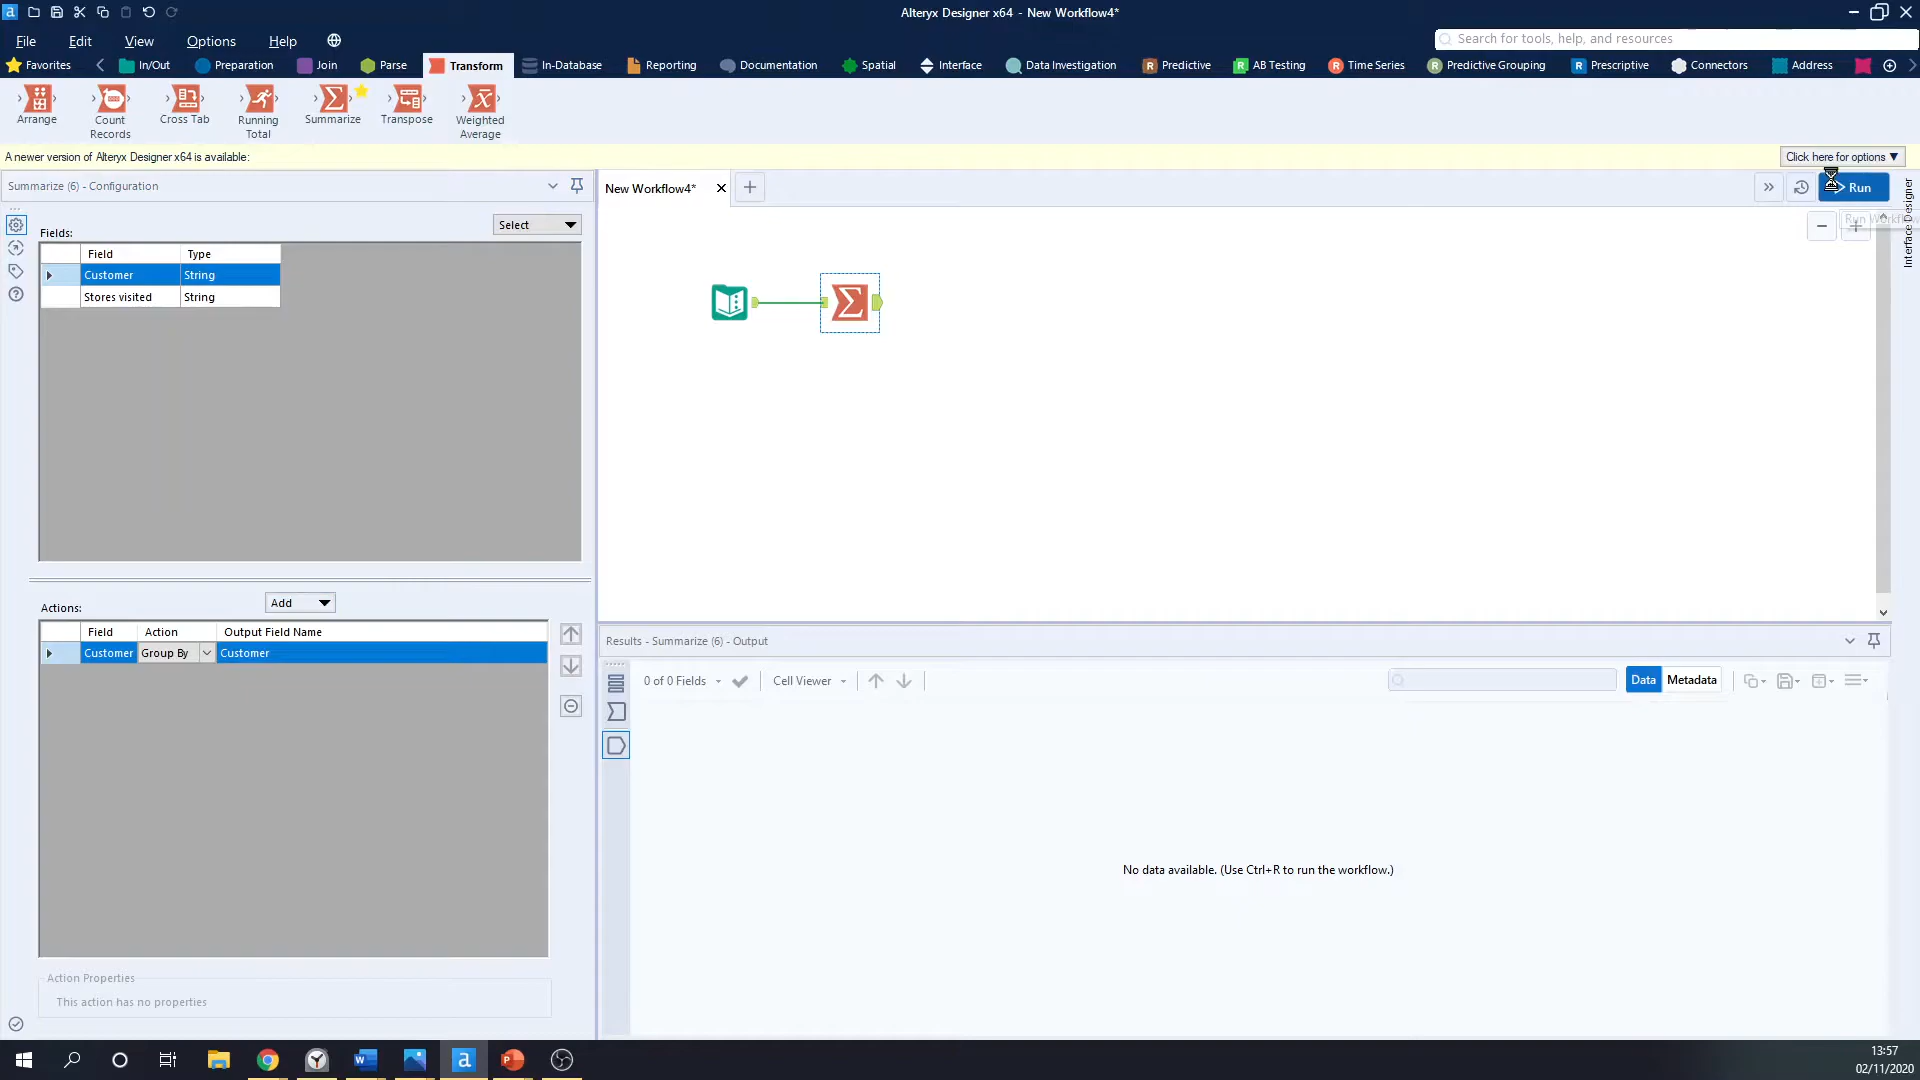 Alteryx Designer x64 - New Workflow4*
File Edit View Options Help
Search for tools, help, and resources
Favorites In/Out Preparation Join Parse Transform In-Database Reporting Documentation Spatial Interface Data Investigation Predictive AB Testing Time Series Predictive Grouping Prescriptive Connectors Address
Arrange Count Records Cross Tab Running Total Summarize Transpose Weighted Average
A newer version of Alteryx Designer x64 is available:
Click here for options ▼
Summarize (6) - Configuration
New Workflow4*
Run
Run Workflow
Interface Designer
Fields:
Select
Field Type
Customer String
Stores visited String
Actions:
Add
Field Action Output Field Name
Customer Group By Customer
Action Properties
This action has no properties
Results - Summarize (6) - Output
0 of 0 Fields Cell Viewer Data Metadata
No data available. (Use Ctrl+R to run the workflow.)
13:57
02/11/2020